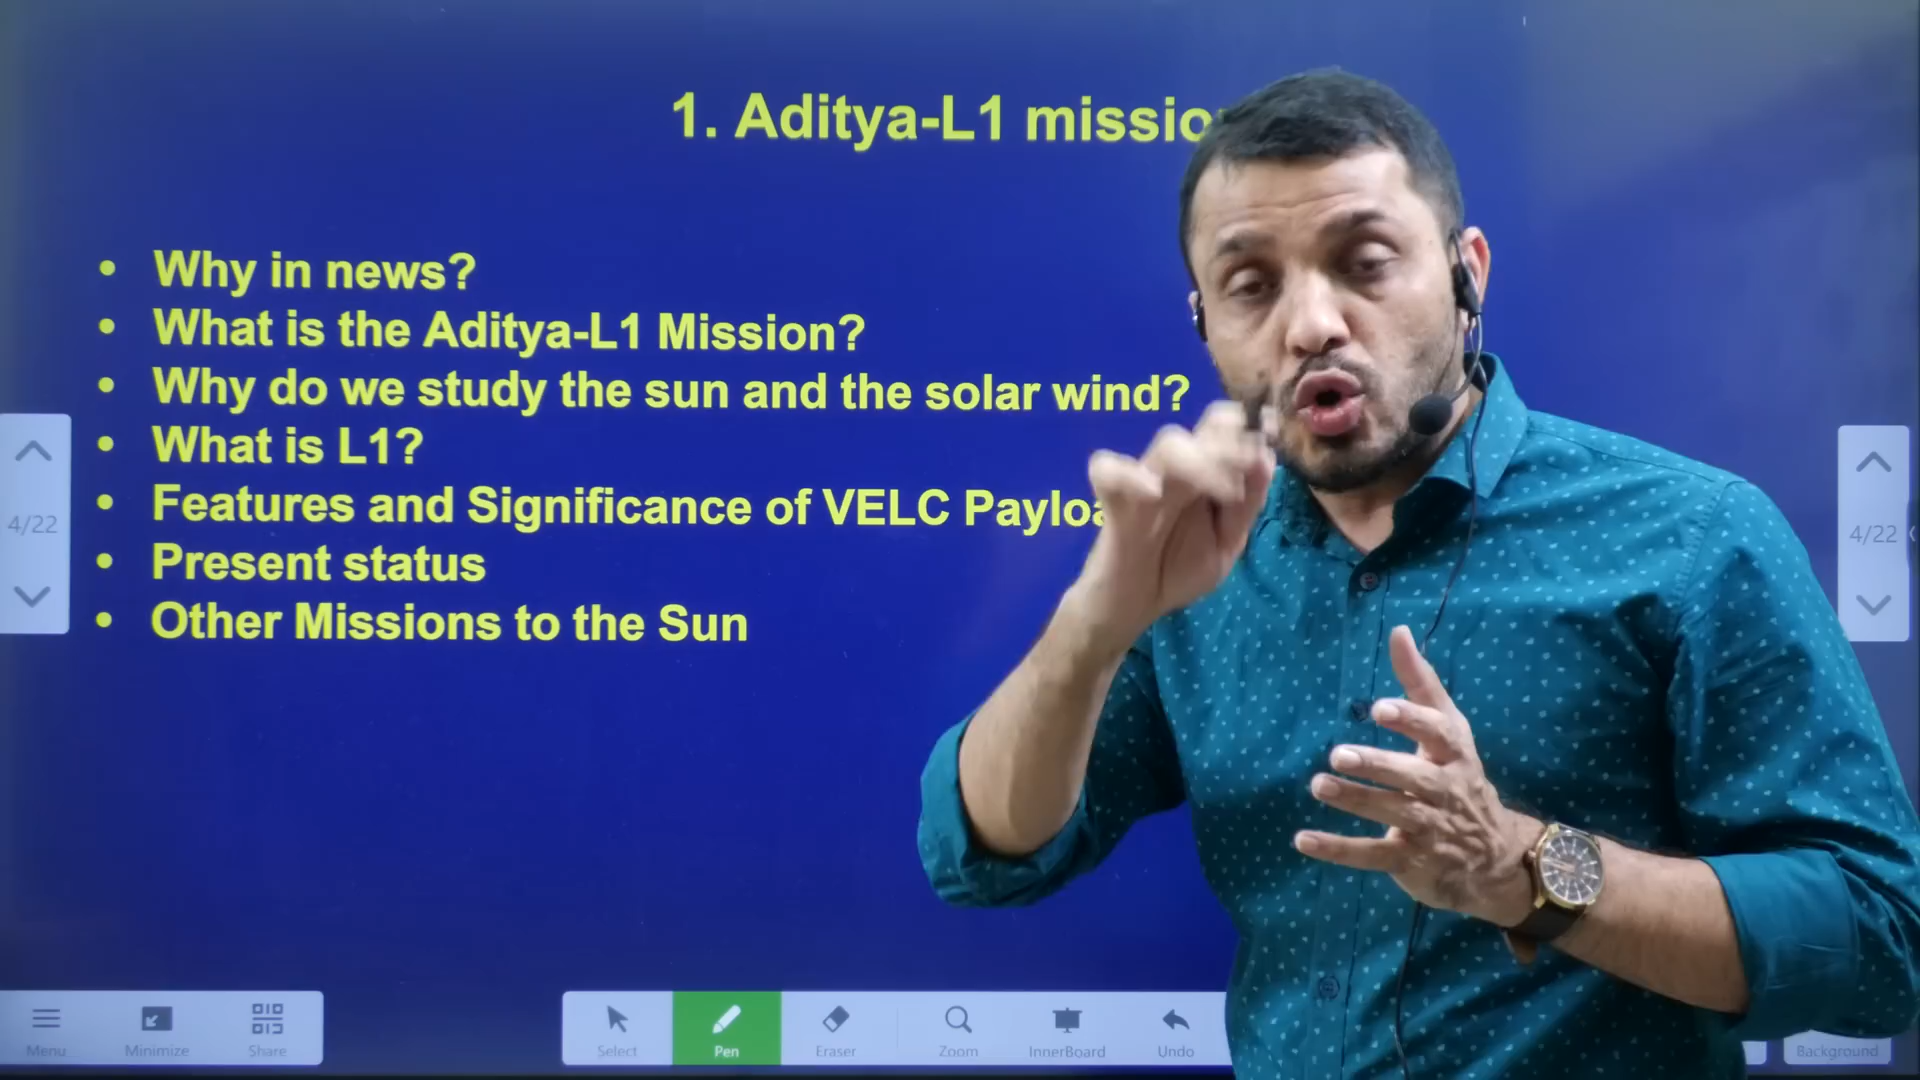 1. Aditya-L1 missio
• Why in news?
• What is the Aditya-L1 Mission?
• Why do we study the sun and the solar wind?
• What is L1?
• Features and Significance of VELC Payloa
• Present status
• Other Missions to the Sun
4/22
4/22
Menu
Minimize
Share
Select
Pen
Eraser
Zoom
InnerBoard
Undo
Background